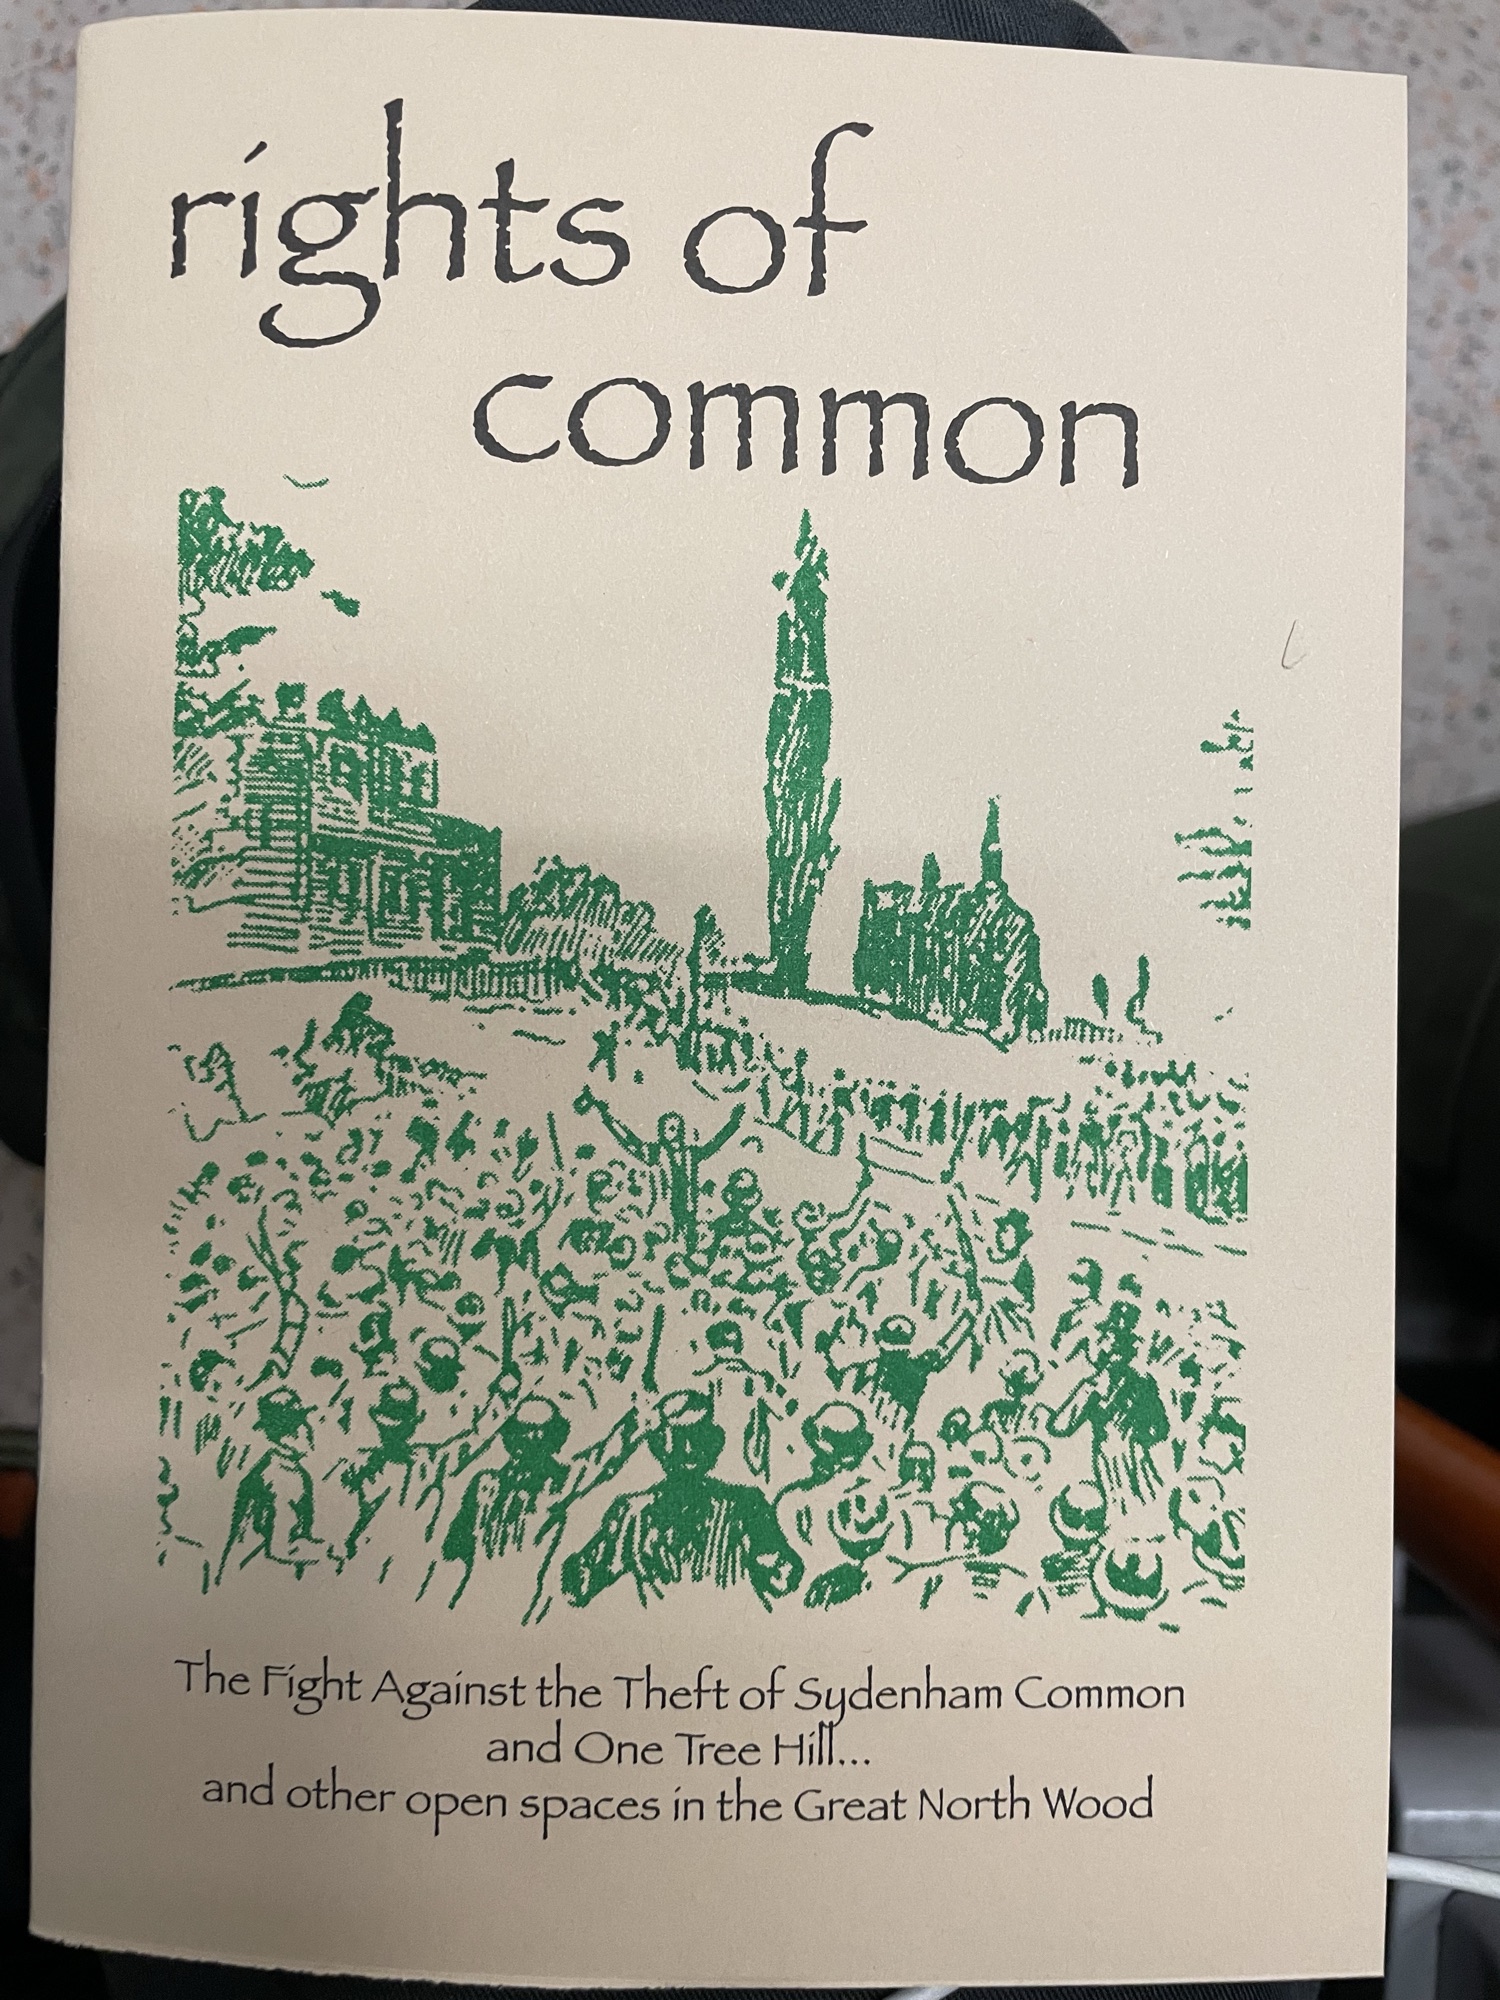 rights of
common
The Fight Against the Theft of Sydenham Common
and One Tree Hill...
and other open spaces in the Great North Wood